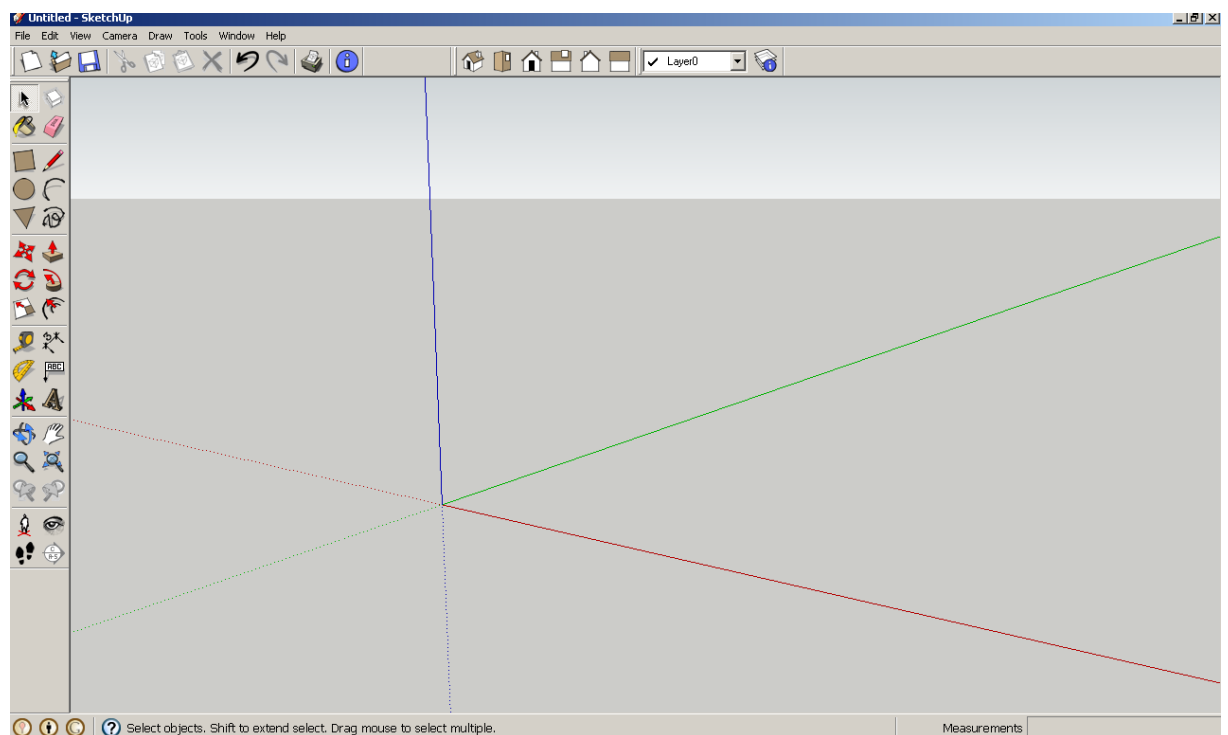 Untitled - SketchUp
File Edit View Camera Draw Tools Window Help
Layer0
ABC
Select objects. Shift to extend select. Drag mouse to select multiple.
Measurements